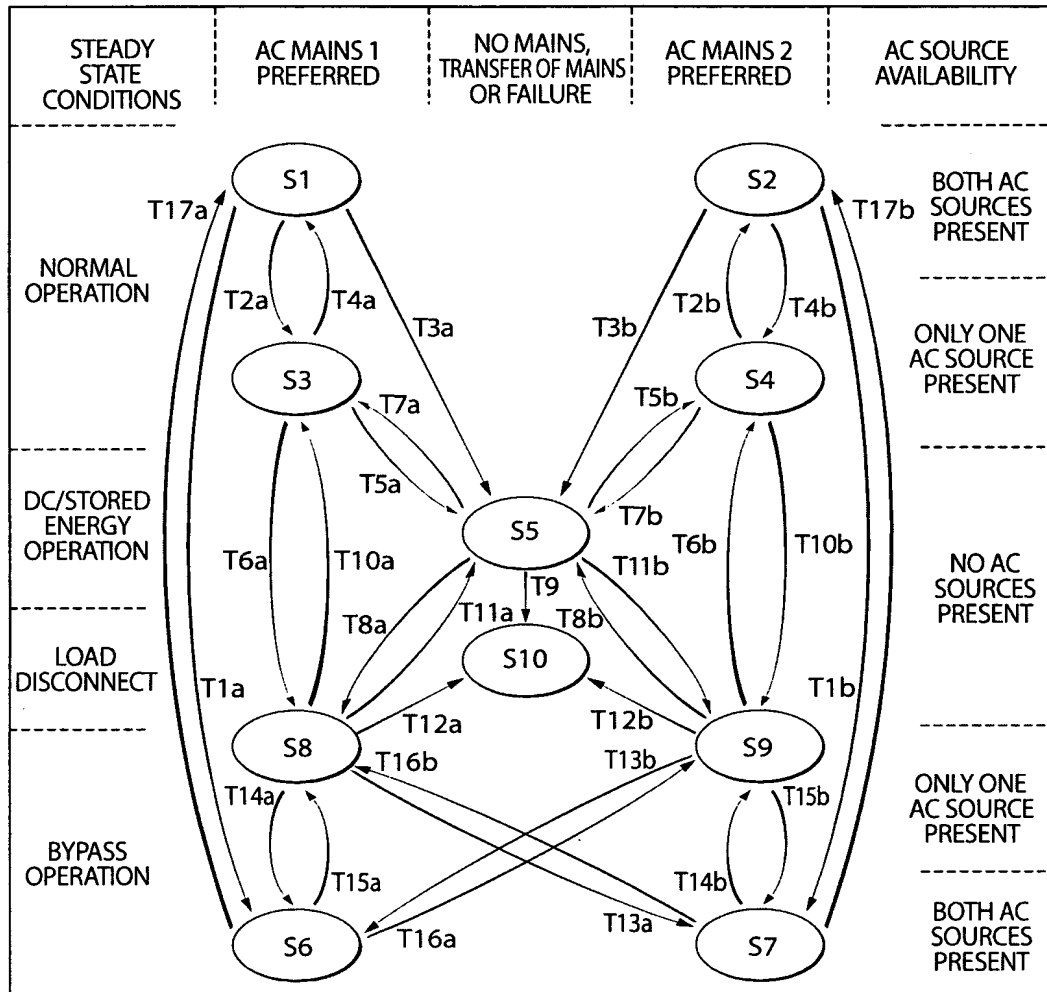 STEADY
STATE
CONDITIONS
AC MAINS 1
PREFERRED
NO MAINS,
TRANSFER OF MAINS
OR FAILURE
AC MAINS 2
PREFERRED
AC SOURCE
AVAILABILITY
S1
S2
T17a
T17b
BOTH AC
SOURCES
PRESENT
NORMAL
OPERATION
T2a
T4a
T3a
T3b
T2b
T4b
ONLY ONE
AC SOURCE
PRESENT
S3
S4
T7a
T5b
T5a
T7b
DC/STORED
ENERGY
OPERATION
S5
T6a
T10a
T9
T11b
T6b
T10b
NO AC
SOURCES
PRESENT
T8a
T11a
T8b
LOAD
DISCONNECT
S10
T1a
T12a
T12b
T1b
S8
S9
T16b
T13b
T14a
T15b
ONLY ONE
AC SOURCE
PRESENT
BYPASS
OPERATION
T15a
T14b
T16a
T13a
S6
S7
BOTH AC
SOURCES
PRESENT